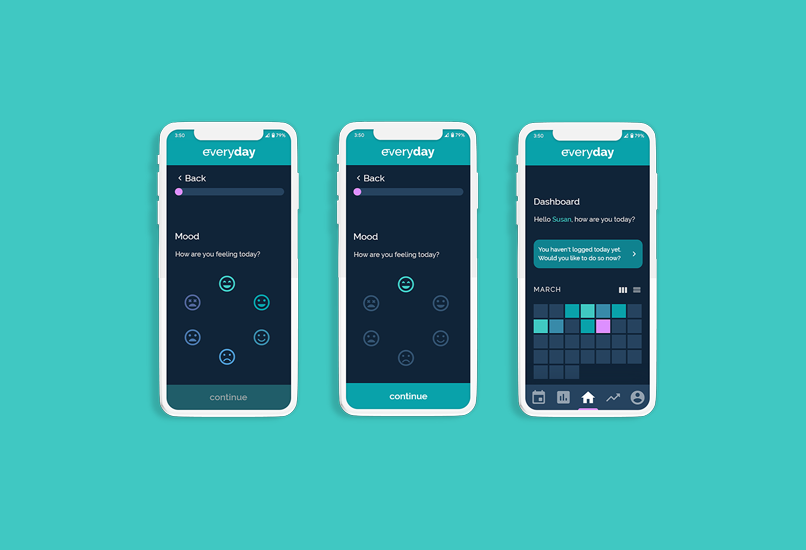 3:50 79%
everyday
Back
Mood
How are you feeling today?
continue
3:50 79%
everyday
Back
Mood
How are you feeling today?
continue
3:50 79%
everyday
Dashboard
Hello Susan, how are you today?
You haven't logged today yet.
Would you like to do so now?
MARCH